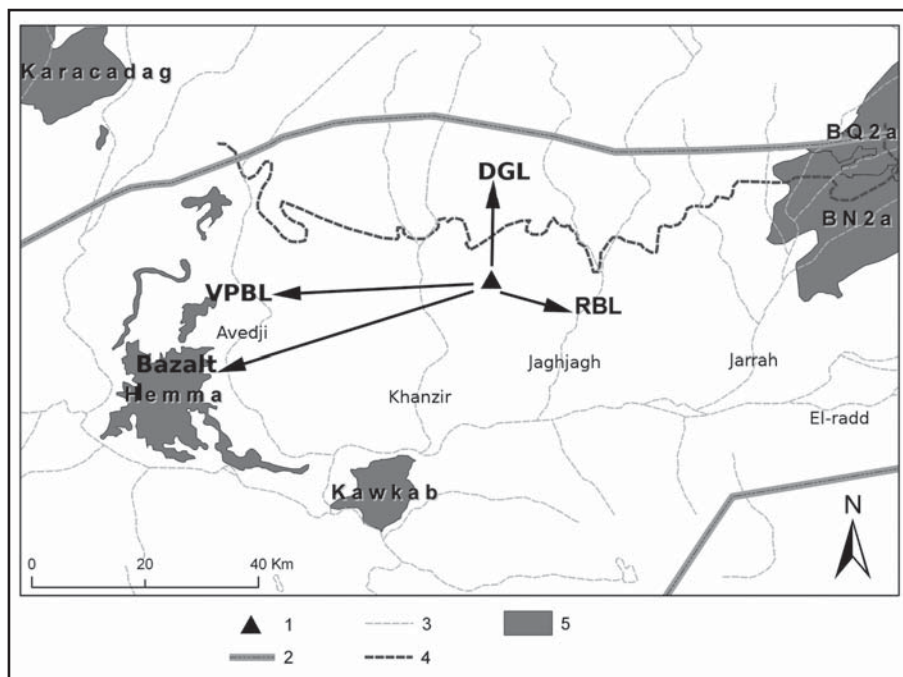 Karacadag
BQ2a
DGL
BN2a
VPBL
RBL
Avedji
Bazalt
Jaghjagh
Jarrah
Hemma
Khanzir
El-radd
Kawkab
N
0 20 40 Km
1 3 5
2 4